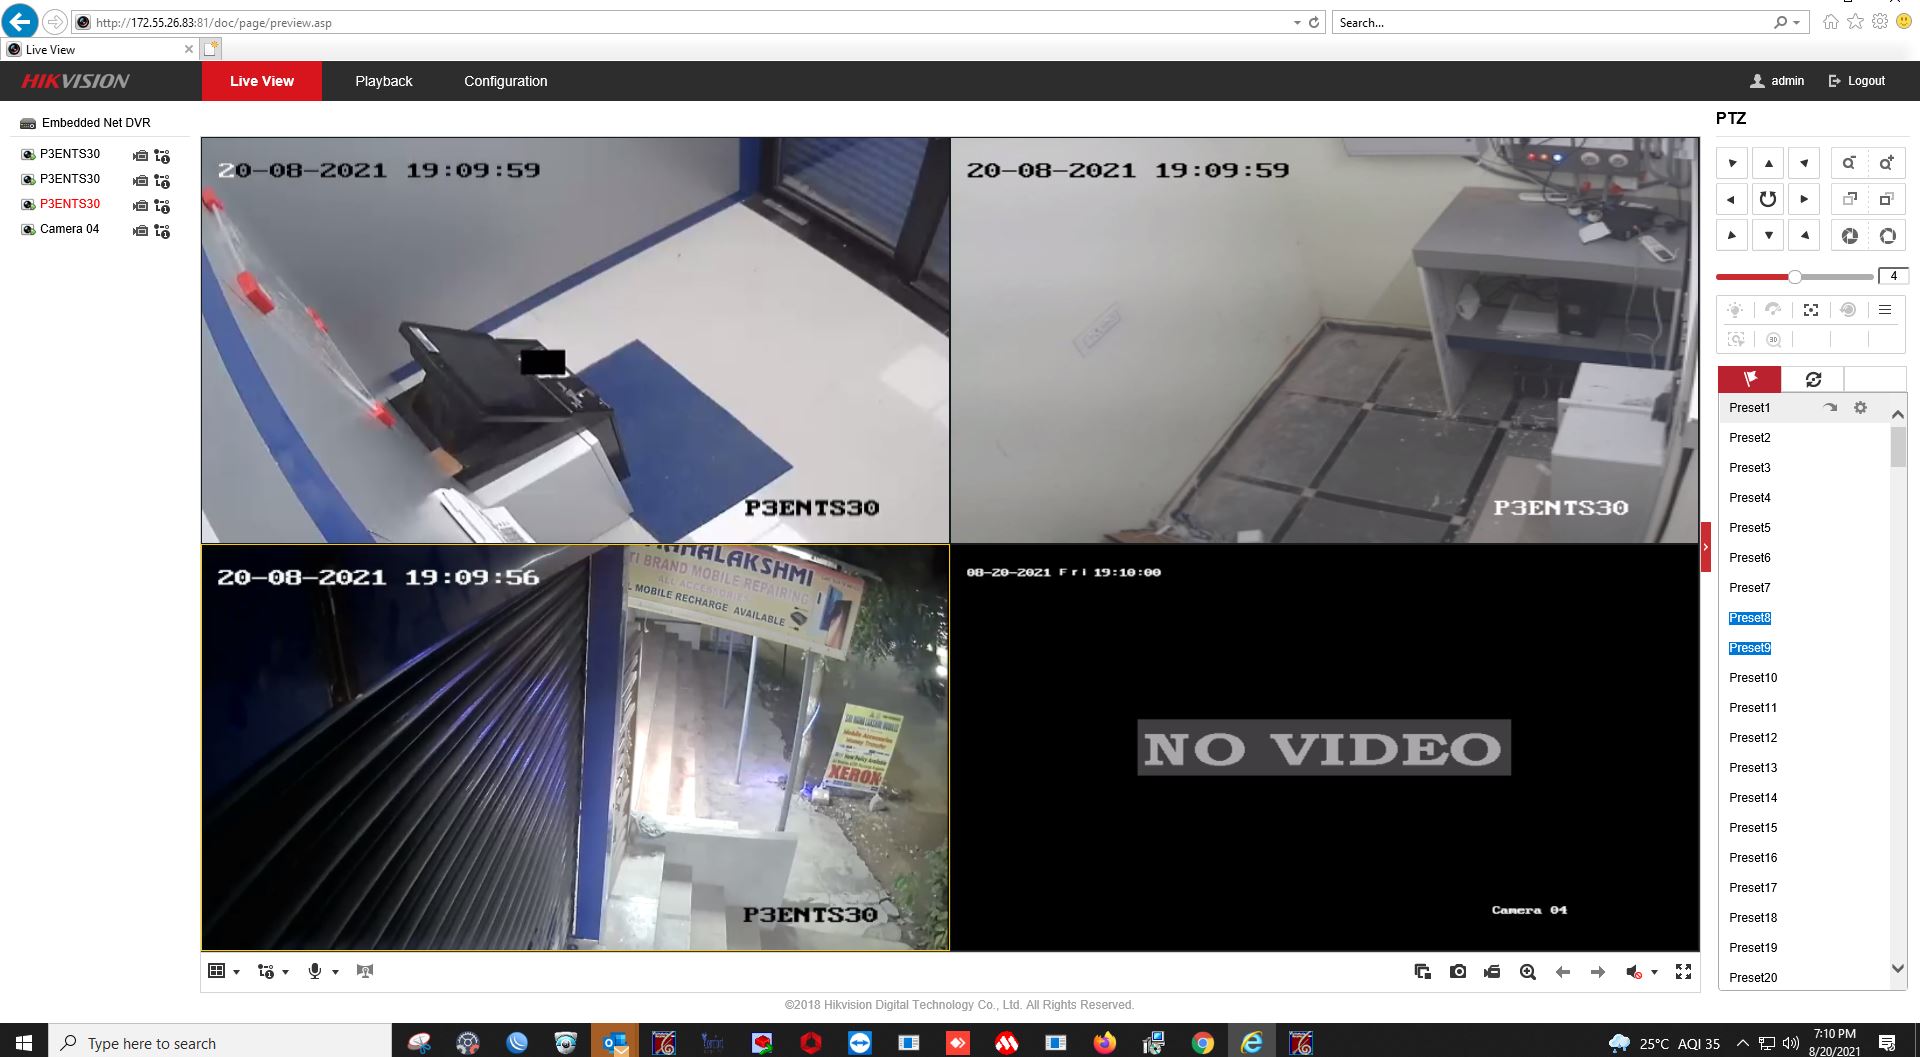 http://172.55.26.83:81/doc/page/preview.asp
Search...
Live View
HIKVISION
Live View
Playback
Configuration
admin
Logout
Embedded Net DVR
P3ENTS30
P3ENTS30
P3ENTS30
Camera 04
20-08-2021 19:09:59
P3ENTS30
20-08-2021 19:09:59
P3ENTS30
20-08-2021 19:09:56
BRAND MOBILE REPAIRING
ALL ACCESSORIES
MOBILE RECHARGE AVAILABLE
Mobile Accessories
Money Transfer
XEROX
P3ENTS30
08-20-2021 Fri 19:10:00
NO VIDEO
Camera 04
PTZ
4
3D
Preset1
Preset2
Preset3
Preset4
Preset5
Preset6
Preset7
Preset8
Preset9
Preset10
Preset11
Preset12
Preset13
Preset14
Preset15
Preset16
Preset17
Preset18
Preset19
Preset20
©2018 Hikvision Digital Technology Co., Ltd. All Rights Reserved.
Type here to search
25°C AQI 35
7:10 PM
8/20/2021